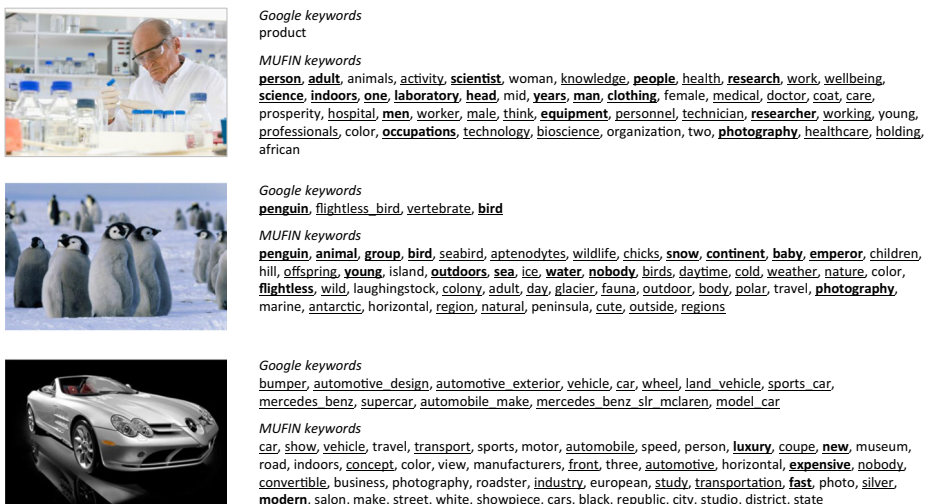 Google keywords
product
MUFIN keywords
person, adult, animals, activity, scientist, woman, knowledge, people, health, research, work, wellbeing,
science, indoors, one, laboratory, head, mid, years, man, clothing, female, medical, doctor, coat, care,
prosperity, hospital, men, worker, male, think, equipment, personnel, technician, researcher, working, young,
professionals, color, occupations, technology, bioscience, organization, two, photography, healthcare, holding,
african
Google keywords
penguin, flightless_bird, vertebrate, bird
MUFIN keywords
penguin, animal, group, bird, seabird, aptenodytes, wildlife, chicks, snow, continent, baby, emperor, children,
hill, offspring, young, island, outdoors, sea, ice, water, nobody, birds, daytime, cold, weather, nature, color,
flightless, wild, laughingstock, colony, adult, day, glacier, fauna, outdoor, body, polar, travel, photography,
marine, antarctic, horizontal, region, natural, peninsula, cute, outside, regions
Google keywords
bumper, automotive_design, automotive_exterior, vehicle, car, wheel, land_vehicle, sports_car,
mercedes_benz, supercar, automobile_make, mercedes_benz_slr_mclaren, model_car
MUFIN keywords
car, show, vehicle, travel, transport, sports, motor, automobile, speed, person, luxury, coupe, new, museum,
road, indoors, concept, color, view, manufacturers, front, three, automotive, horizontal, expensive, nobody,
convertible, business, photography, roadster, industry, european, study, transportation, fast, photo, silver,
modern, salon, make, street, white, showpiece, cars, black, republic, city, studio, district, state